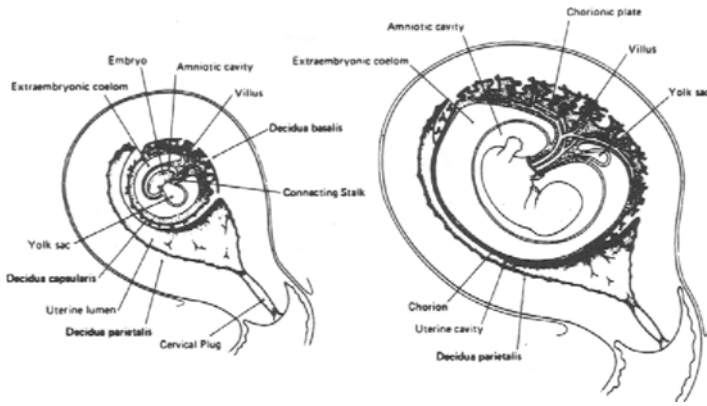 Embryo
Amniotic cavity
Extraembryonic coelom
Villus
Decidua basalis
Connecting Stalk
Yolk sac
Decidua capsularis
Uterine lumen
Decidua parietalis
Cervical Plug
Chorionic plate
Amniotic cavity
Villus
Extraembryonic coelom
Yolk sac
Chorion
Uterine cavity
Decidua parietalis